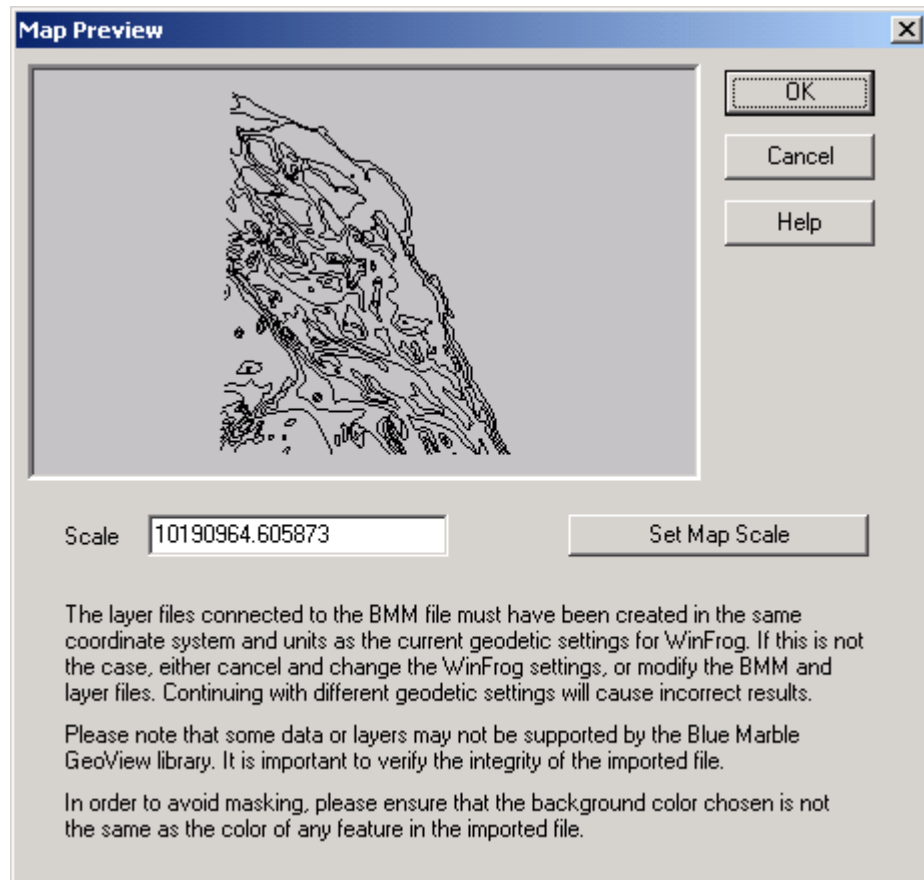 Map Preview
OK
Cancel
Help
Scale 10190964.605873 Set Map Scale
The layer files connected to the BMM file must have been created in the same
coordinate system and units as the current geodetic settings for WinFrog. If this is not
the case, either cancel and change the WinFrog settings, or modify the BMM and
layer files. Continuing with different geodetic settings will cause incorrect results.
Please note that some data or layers may not be supported by the Blue Marble
GeoView library. It is important to verify the integrity of the imported file.
In order to avoid masking, please ensure that the background color chosen is not
the same as the color of any feature in the imported file.